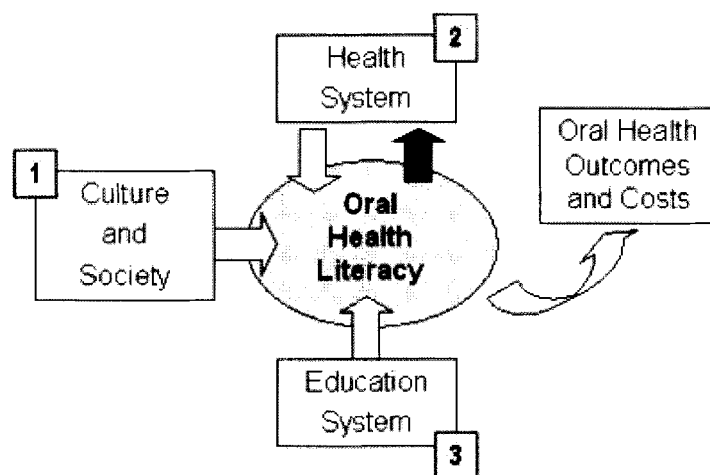 2
Health
System
1
Culture
and
Society
Oral
Health
Literacy
Oral Health
Outcomes
and Costs
Education
System
3